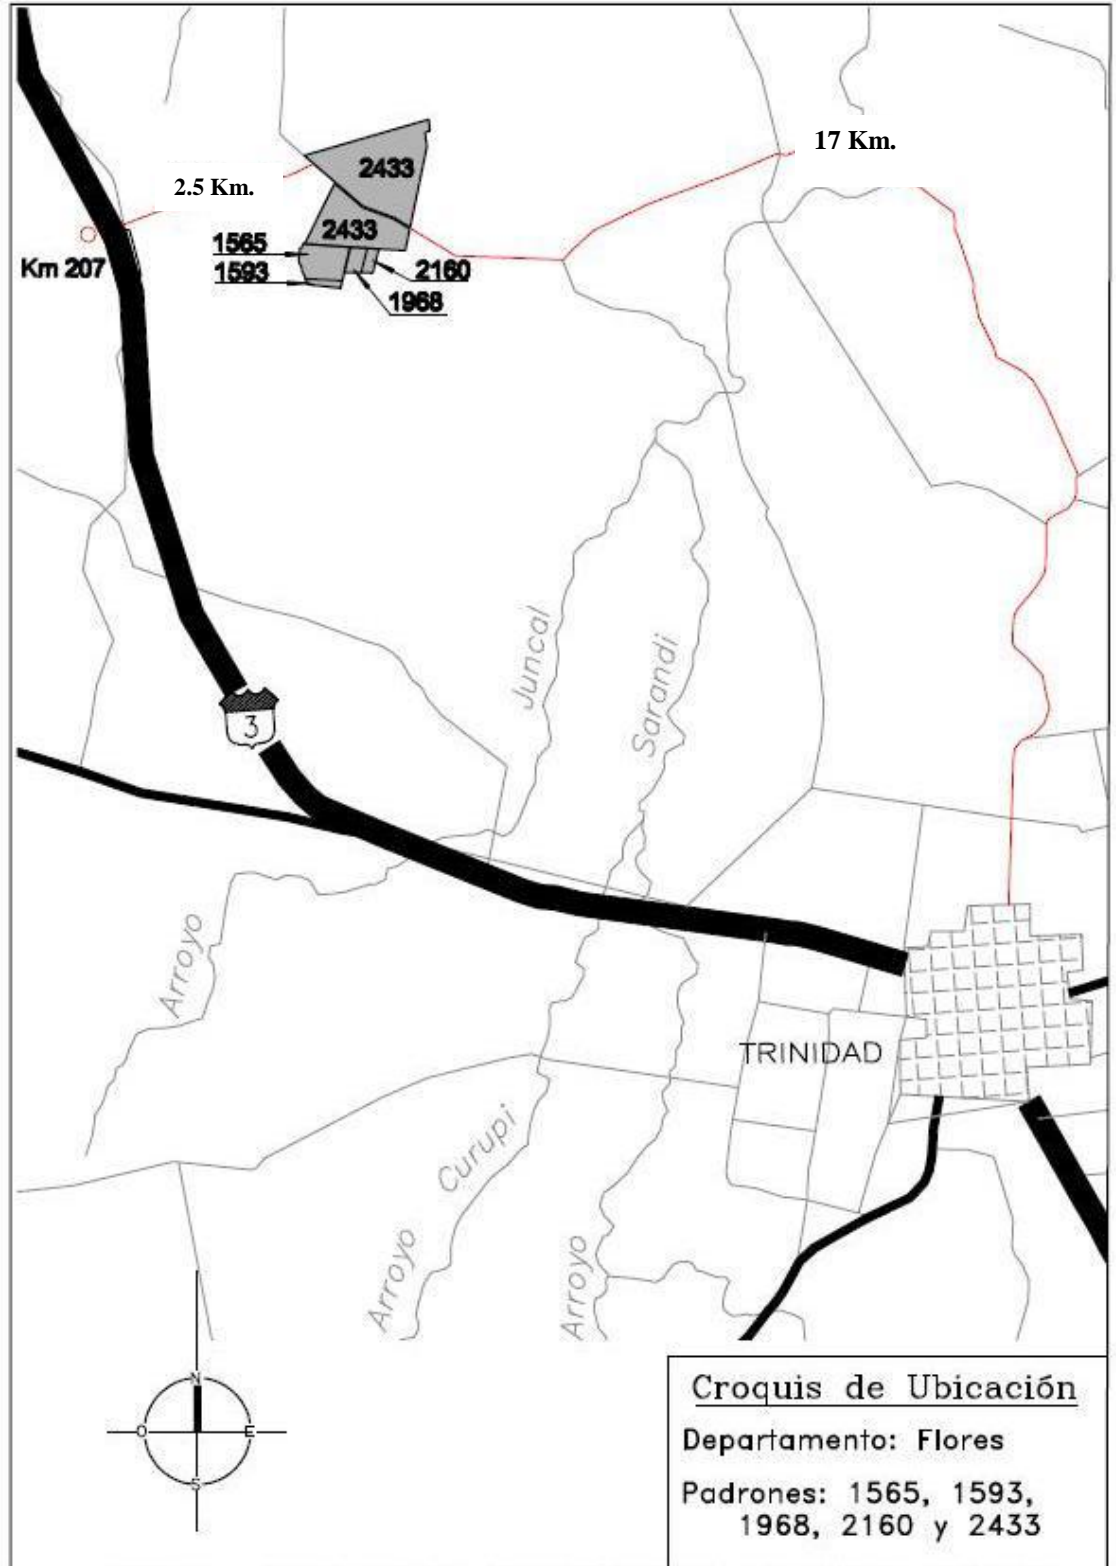 17 Km.
2433
2.5 Km.
2433
1565
1593
2160
1968
Km 207
Juncal
Sarandi
3
Arroyo
TRINIDAD
Curupi
Arroyo
Arroyo
N
O
E
S
Croquis de Ubicación
Departamento: Flores
Padrones: 1565, 1593,
1968, 2160 y 2433